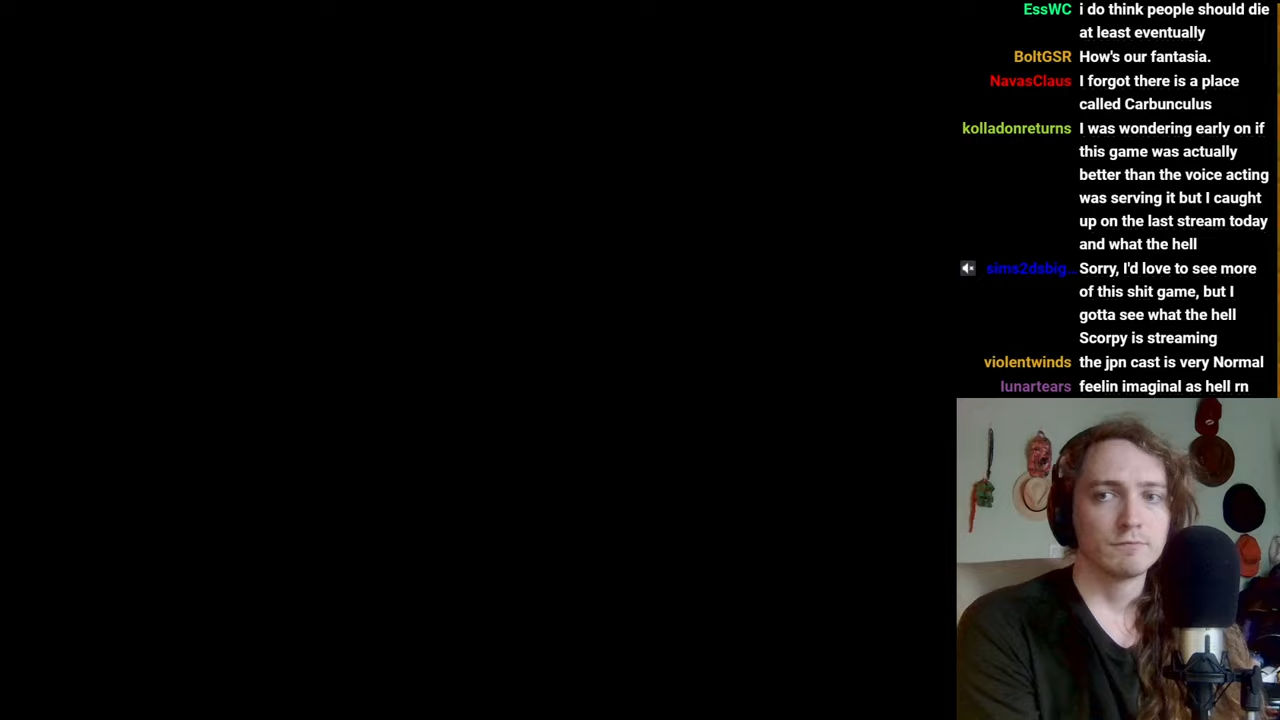 EssWC i do think people should die
at least eventually
BoltGSR How's our fantasia.
NavasClaus I forgot there is a place
called Carbunculus
kolladonreturns I was wondering early on if
this game was actually
better than the voice acting
was serving it but I caught
up on the last stream today
and what the hell
sims2dsbig... Sorry, I'd love to see more
of this shit game, but I
gotta see what the hell
Scorpy is streaming
violentwinds the jpn cast is very Normal
lunartears feelin imaginal as hell rn